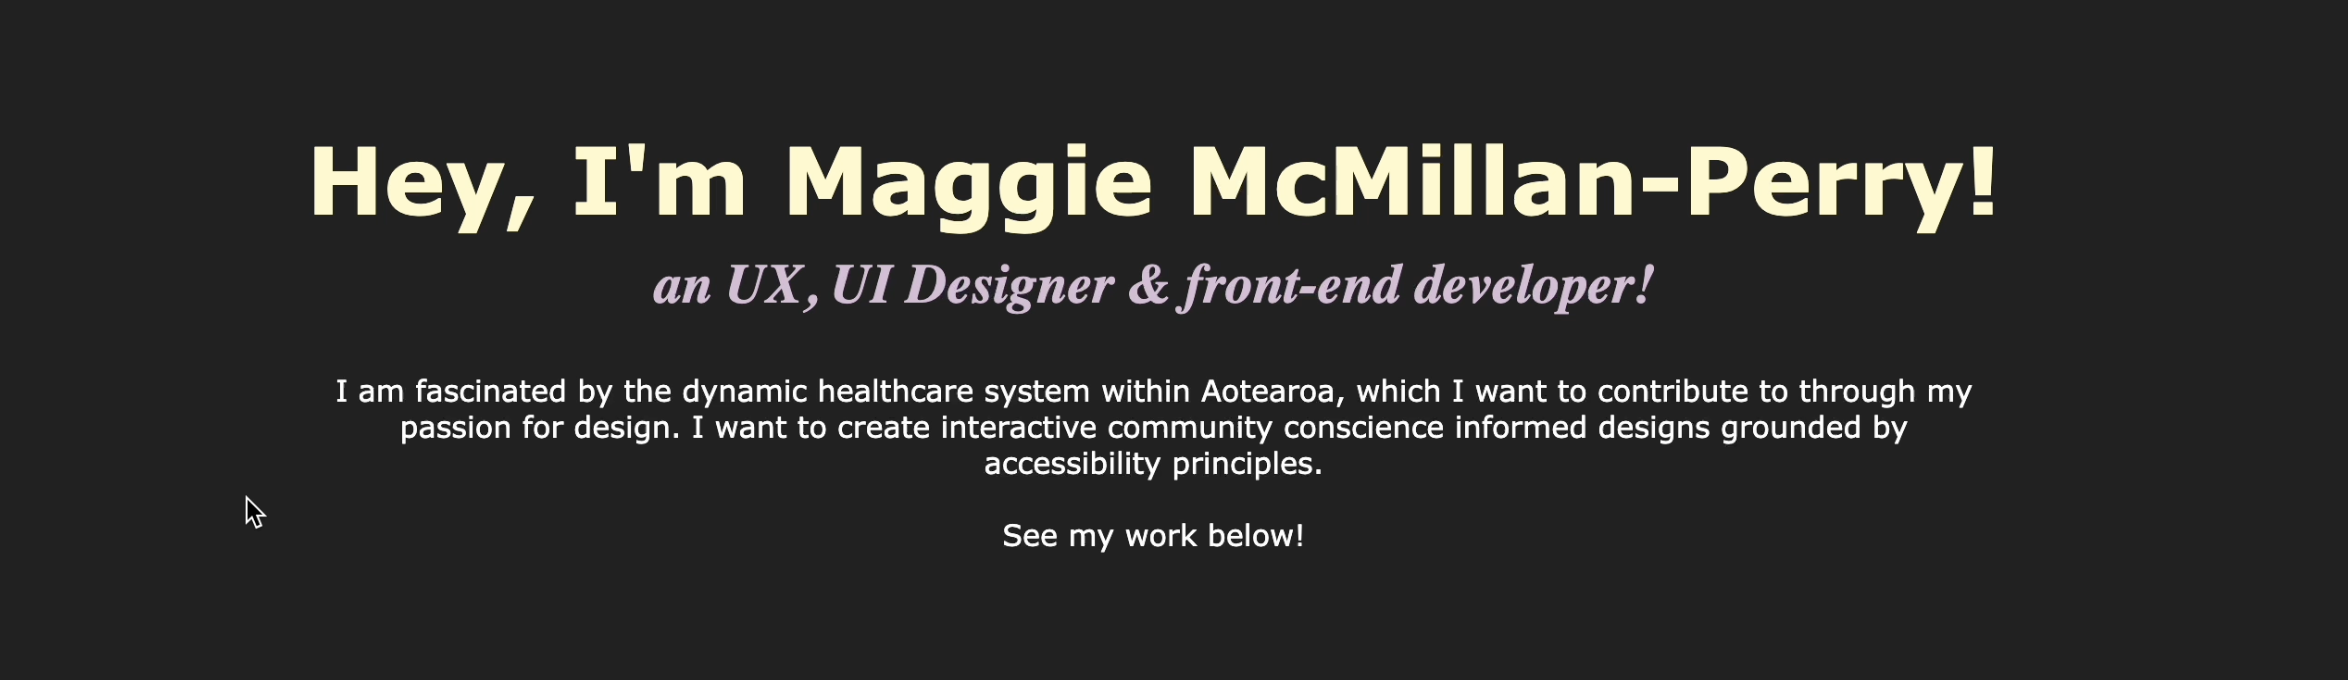 Hey, I'm Maggie McMillan-Perry!
an UX, UI Designer & front-end developer!
I am fascinated by the dynamic healthcare system within Aotearoa, which I want to contribute to through my
passion for design. I want to create interactive community conscience informed designs grounded by
accessibility principles.
See my work below!